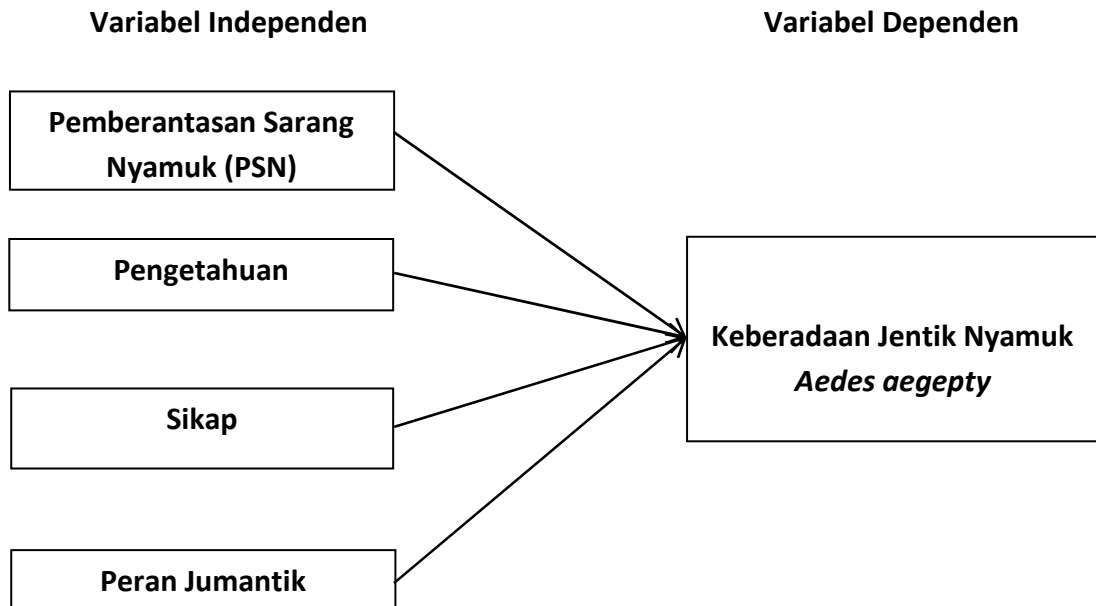 Variabel Independen
Variabel Dependen
Pemberantasan Sarang
Nyamuk (PSN)
Pengetahuan
Keberadaan Jentik Nyamuk
Aedes aegepty
Sikap
Peran Jumantik